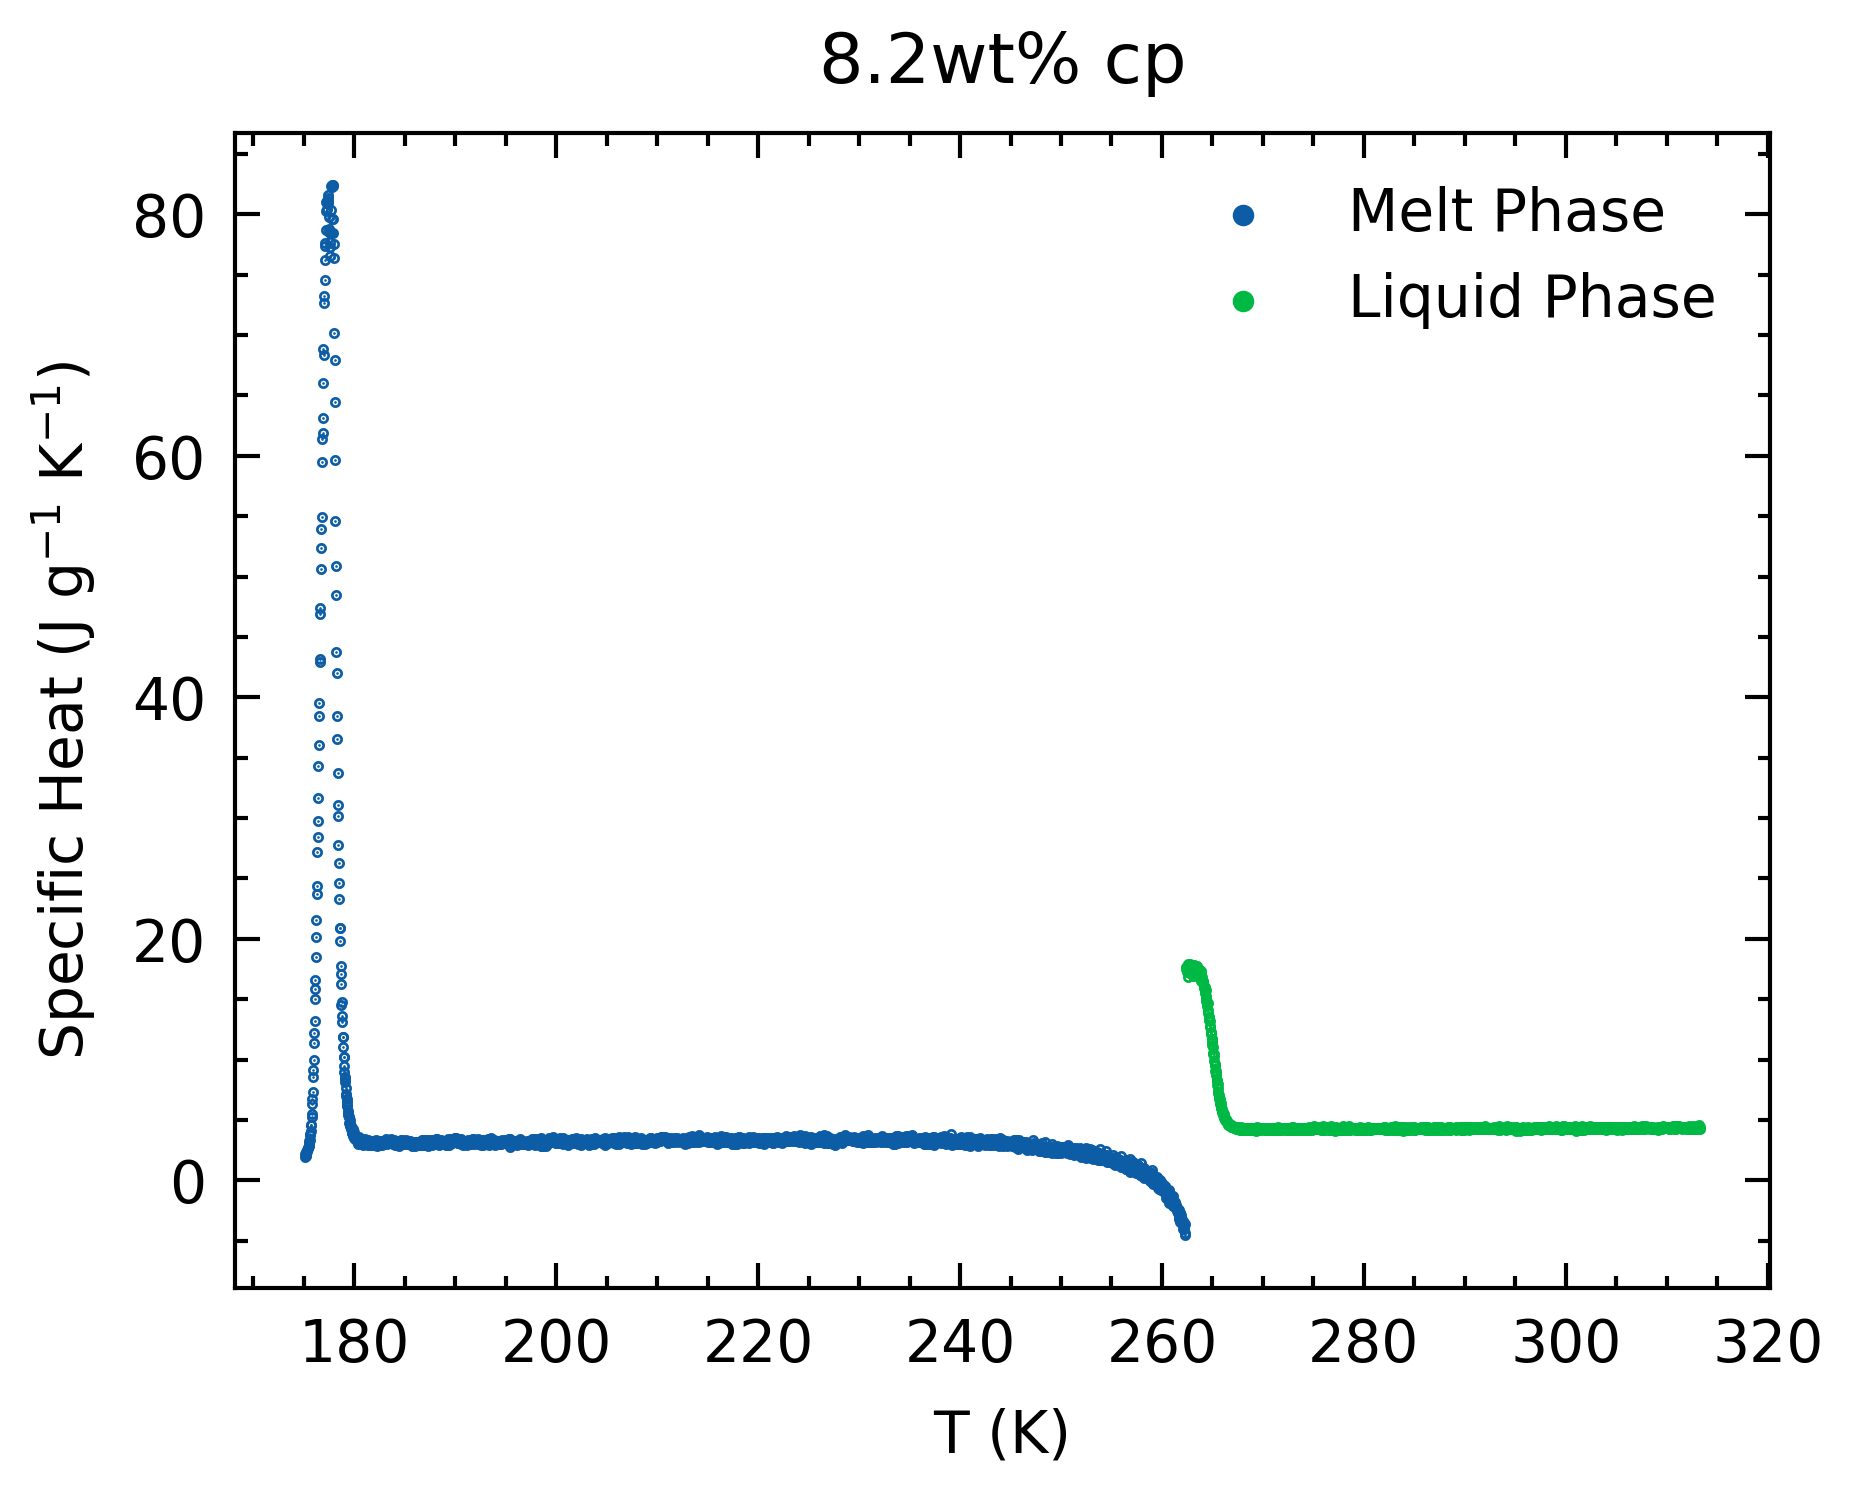 8.2wt% cp
Specific Heat (J g⁻¹ K⁻¹)
80
60
40
20
0
Melt Phase
Liquid Phase
180 200 220 240 260 280 300 320
T (K)